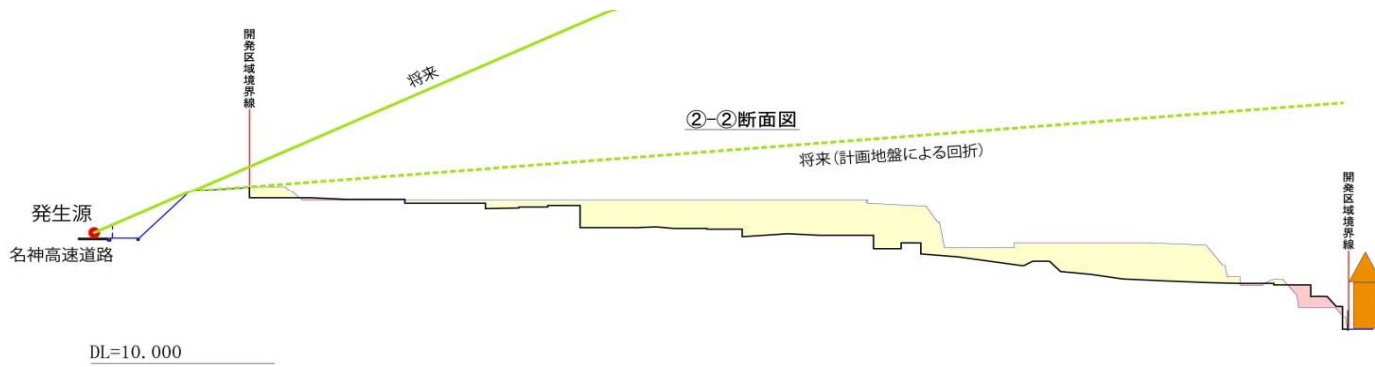 開発区域境界線
将来
②-②断面図
将来(計画地盤による回折)
開発区域境界線
発生源
名神高速道路
DL=10.000